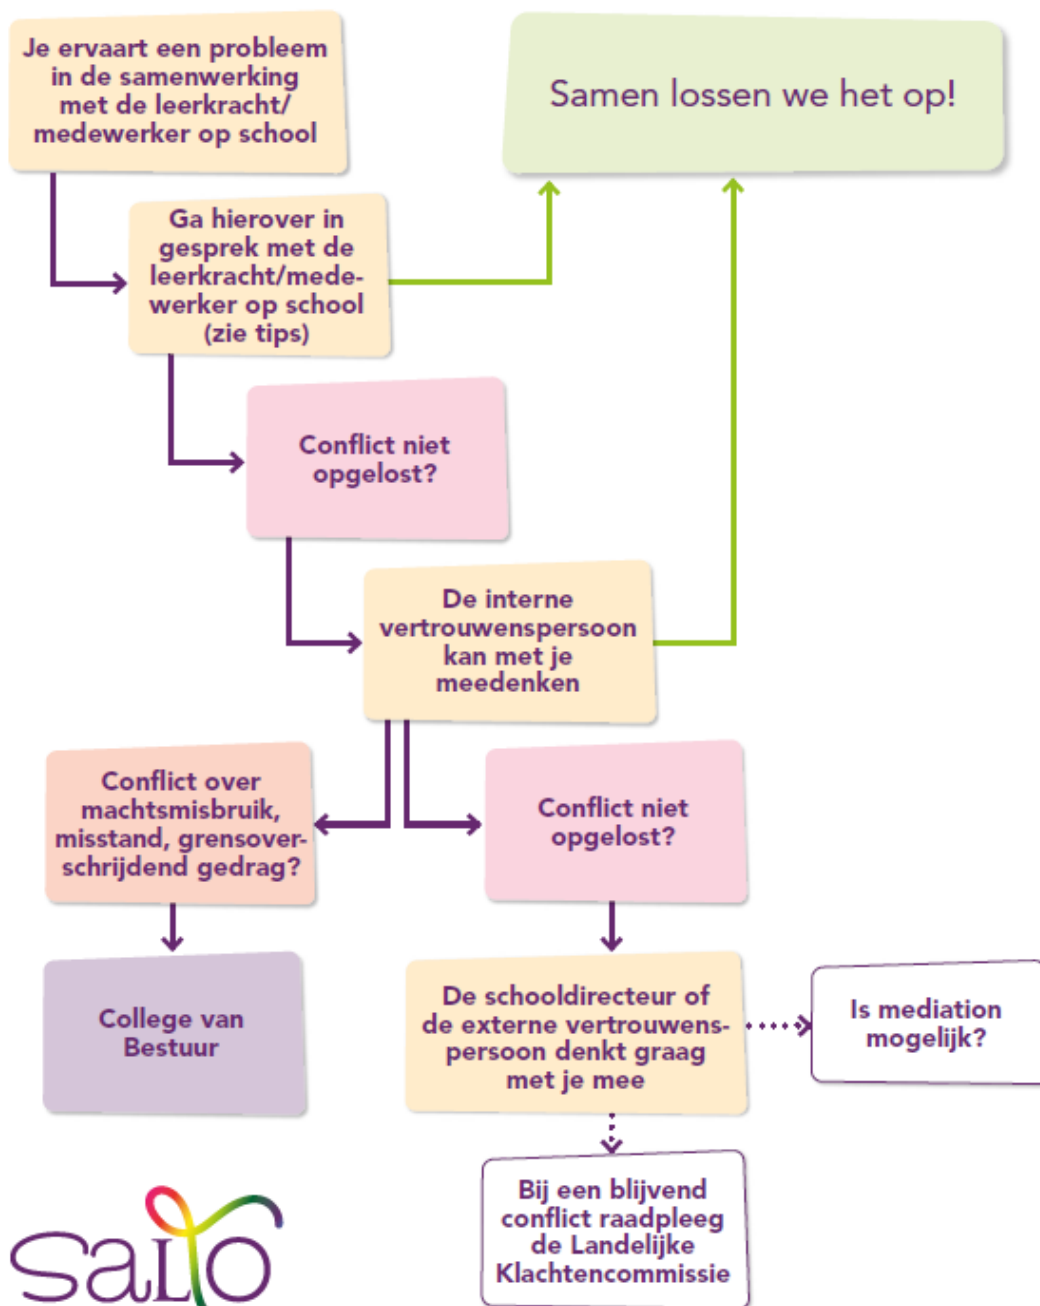 Je ervaart een probleem
in de samenwerking
met de leerkracht/
medewerker op school
Samen lossen we het op!
Ga hierover in
gesprek met de
leerkracht/mede-
werker op school
(zie tips)
Conflict niet
opgelost?
De interne
vertrouwenspersoon
kan met je
meedenken
Conflict over
machtsmisbruik,
misstand, grensover-
schrijdend gedrag?
Conflict niet
opgelost?
College van
Bestuur
De schooldirecteur of
de externe vertrouwens-
persoon denkt graag
met je mee
Is mediation
mogelijk?
Bij een blijvend
conflict raadpleeg
de Landelijke
Klachtencommissie
salto